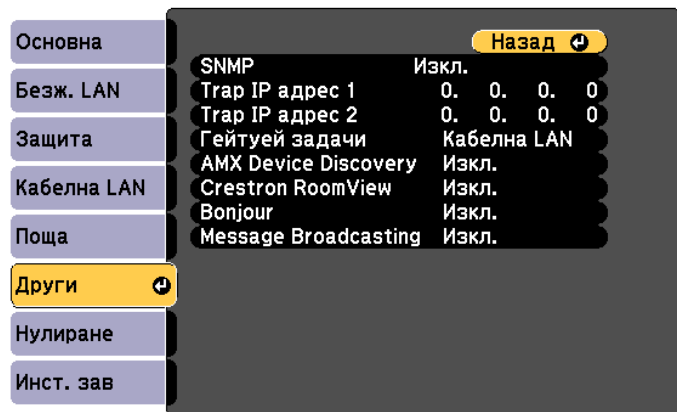 Основна
Безж. LAN
Защита
Кабелна LAN
Поща
Други
Нулиране
Инст. зав
Назад
SNMP Изкл.
Trap IP адрес 1 0. 0. 0. 0
Trap IP адрес 2 0. 0. 0. 0
Гейтуей задачи Кабелна LAN
AMX Device Discovery Изкл.
Crestron RoomView Изкл.
Bonjour Изкл.
Message Broadcasting Изкл.